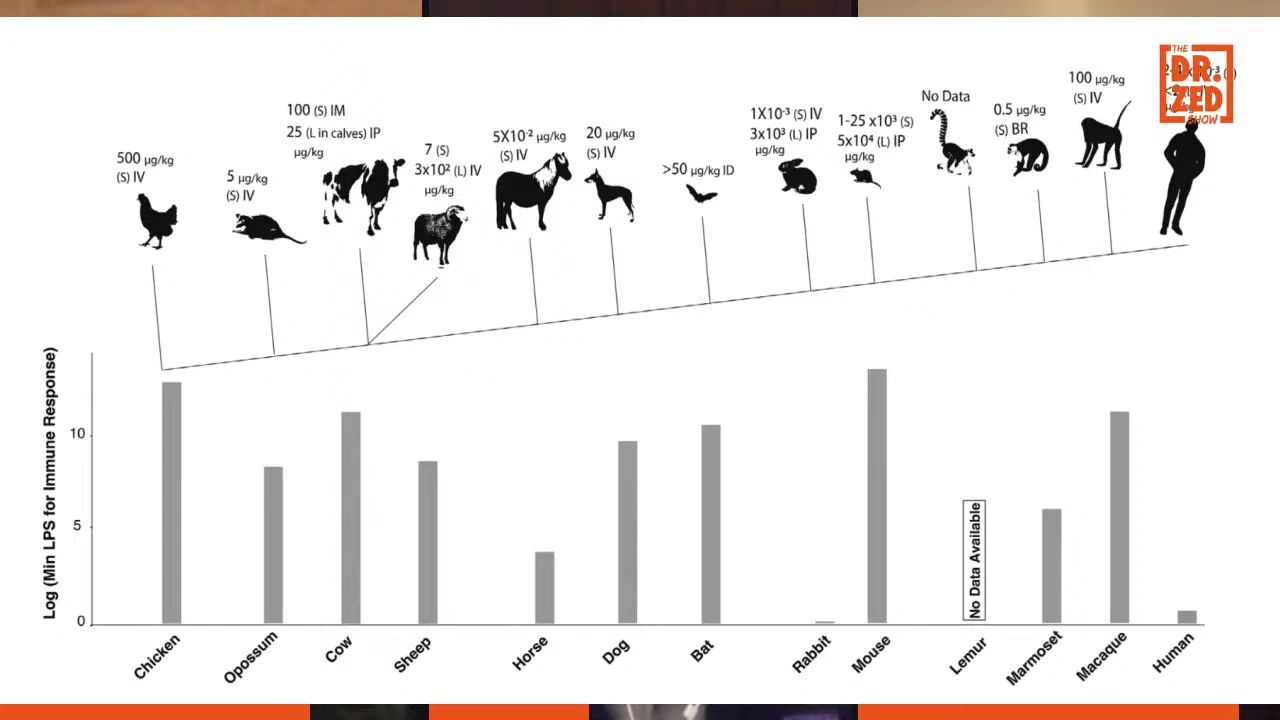 THE
DR.
ZED
SHOW
500 µg/kg
(S) IV
5 µg/kg
(S) IV
100 (S) IM
25 (L in calves) IP
µg/kg
7 (S)
3x10² (L) IV
µg/kg
5X10⁻² µg/kg
(S) IV
20 µg/kg
(S) IV
>50 µg/kg ID
1X10⁻³ (S) IV
3x10³ (L) IP
µg/kg
1-25 x10³ (S)
5x10⁴ (L) IP
µg/kg
No Data
0.5 µg/kg
(S) BR
100 µg/kg
(S) IV
Log (Min LPS for Immune Response)
10
5
0
No Data Available
Chicken
Opossum
Cow
Sheep
Horse
Dog
Bat
Rabbit
Mouse
Lemur
Marmoset
Macaque
Human